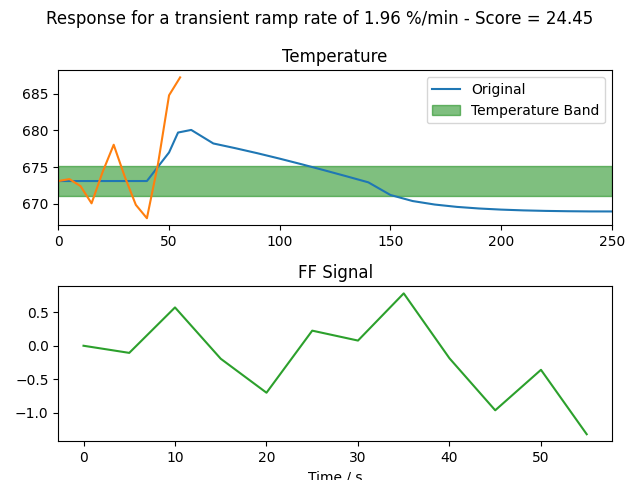 Response for a transient ramp rate of 1.96 %/min - Score = 24.45
Temperature
685
680
675
670
Original
Temperature Band
0 50 100 150 200 250
FF Signal
0.5
0.0
−0.5
−1.0
0 10 20 30 40 50
Time / s